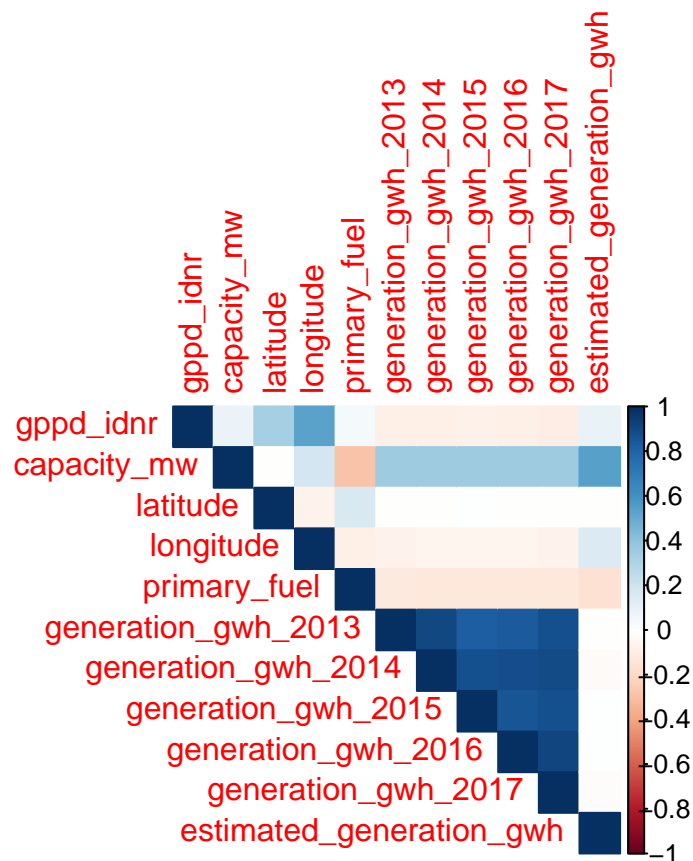 gppd_idnr
capacity_mw
latitude
longitude
primary_fuel
generation_gwh_2013
generation_gwh_2014
generation_gwh_2015
generation_gwh_2016
generation_gwh_2017
estimated_generation_gwh
gppd_idnr
capacity_mw
latitude
longitude
primary_fuel
generation_gwh_2013
generation_gwh_2014
generation_gwh_2015
generation_gwh_2016
generation_gwh_2017
estimated_generation_gwh
1
0.8
0.6
0.4
0.2
0
−0.2
−0.4
−0.6
−0.8
−1